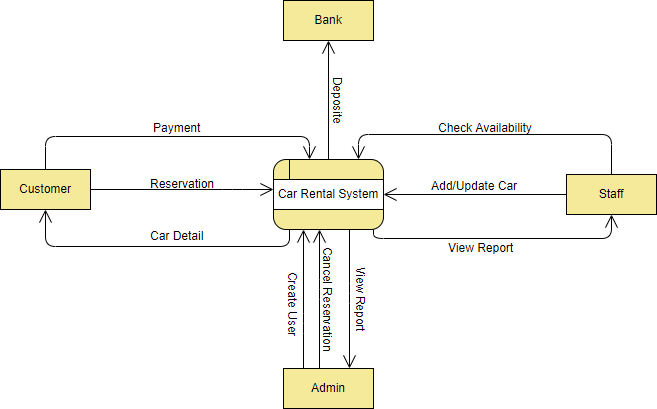 Bank
Deposite
Payment
Check Availability
Customer
Reservation
Car Rental System
Add/Update Car
Staff
Car Detail
View Report
Create User
Cancel Reservation
View Report
Admin